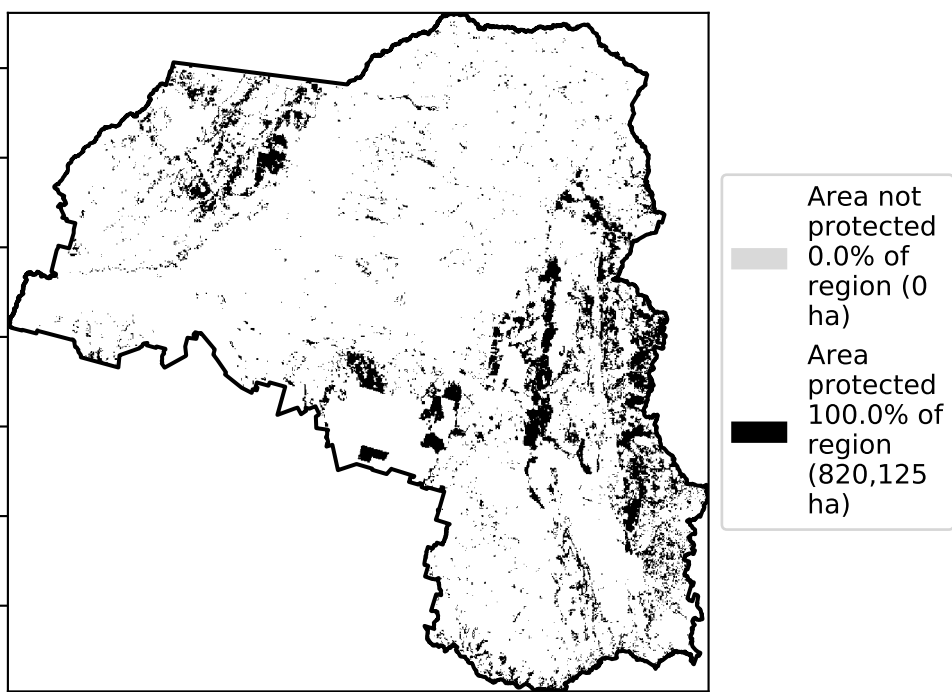 Area not
protected
0.0% of
region (0
ha)
Area
protected
100.0% of
region
(820,125
ha)